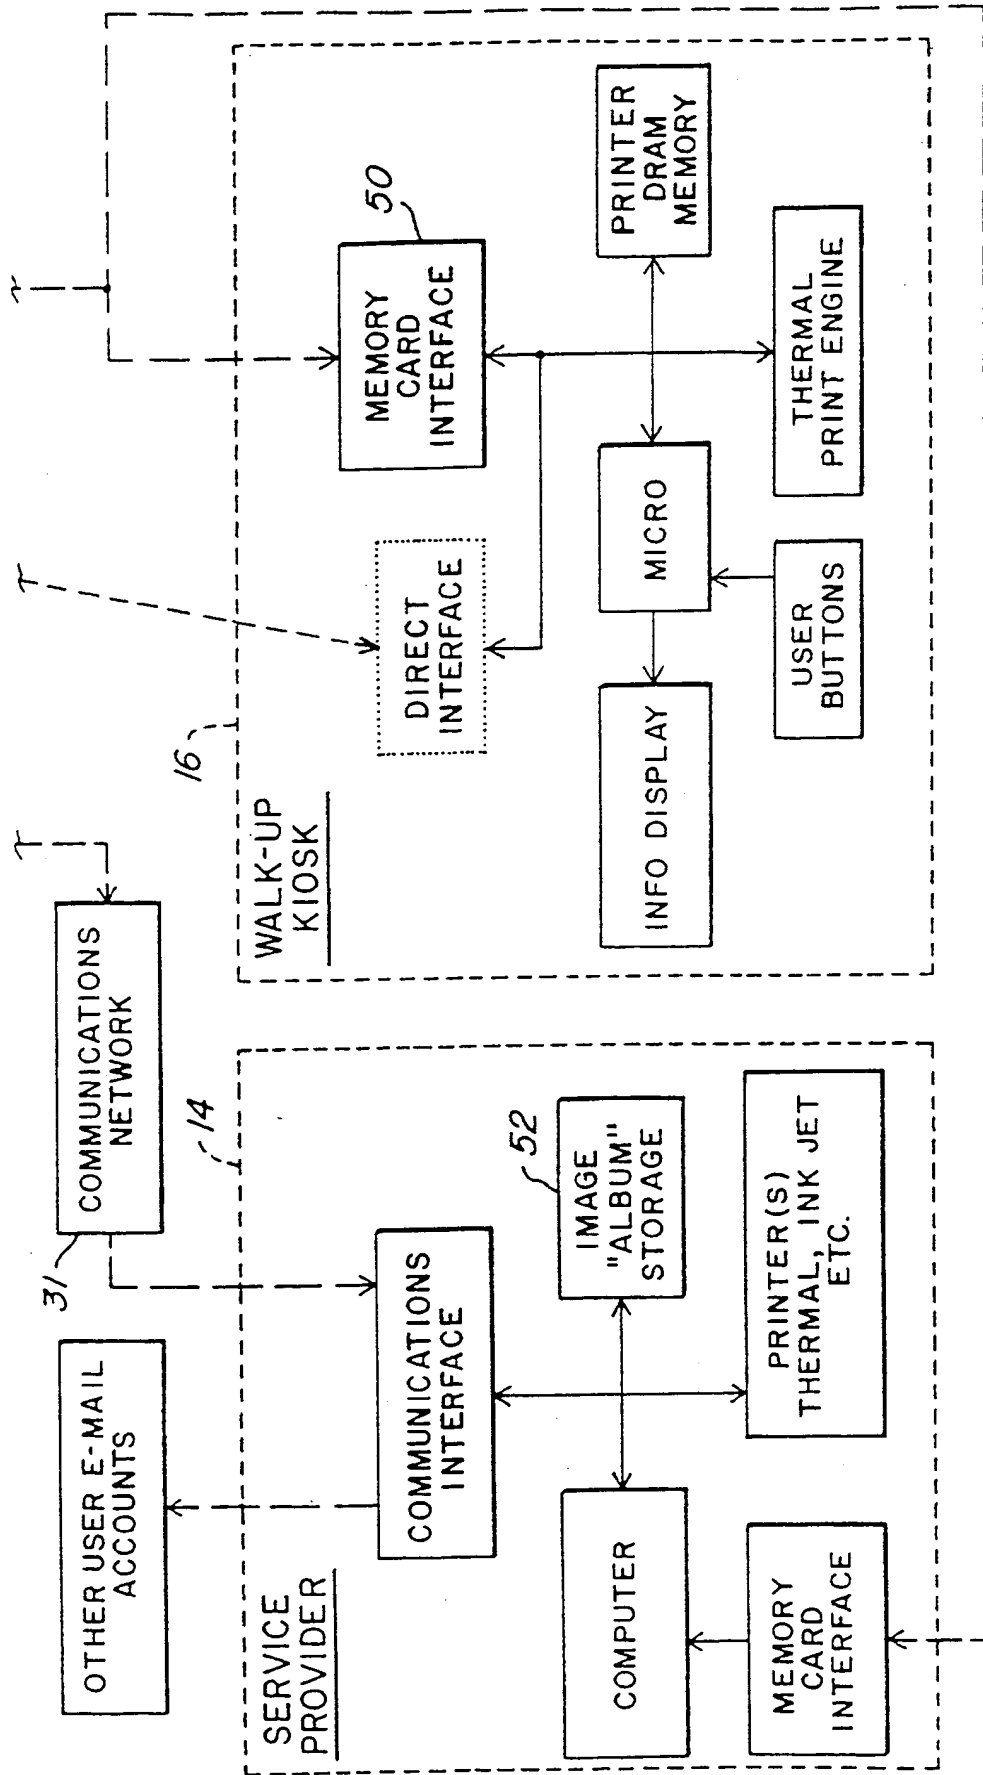 OTHER USER E-MAIL
ACCOUNTS
31
COMMUNICATIONS
NETWORK
14
SERVICE
PROVIDER
COMMUNICATIONS
INTERFACE
COMPUTER
52
IMAGE
"ALBUM"
STORAGE
MEMORY
CARD
INTERFACE
PRINTER(S)
THERMAL, INK JET
ETC.
16
WALK-UP
KIOSK
DIRECT
INTERFACE
50
MEMORY
CARD
INTERFACE
INFO DISPLAY
MICRO
PRINTER
DRAM
MEMORY
USER
BUTTONS
THERMAL
PRINT ENGINE